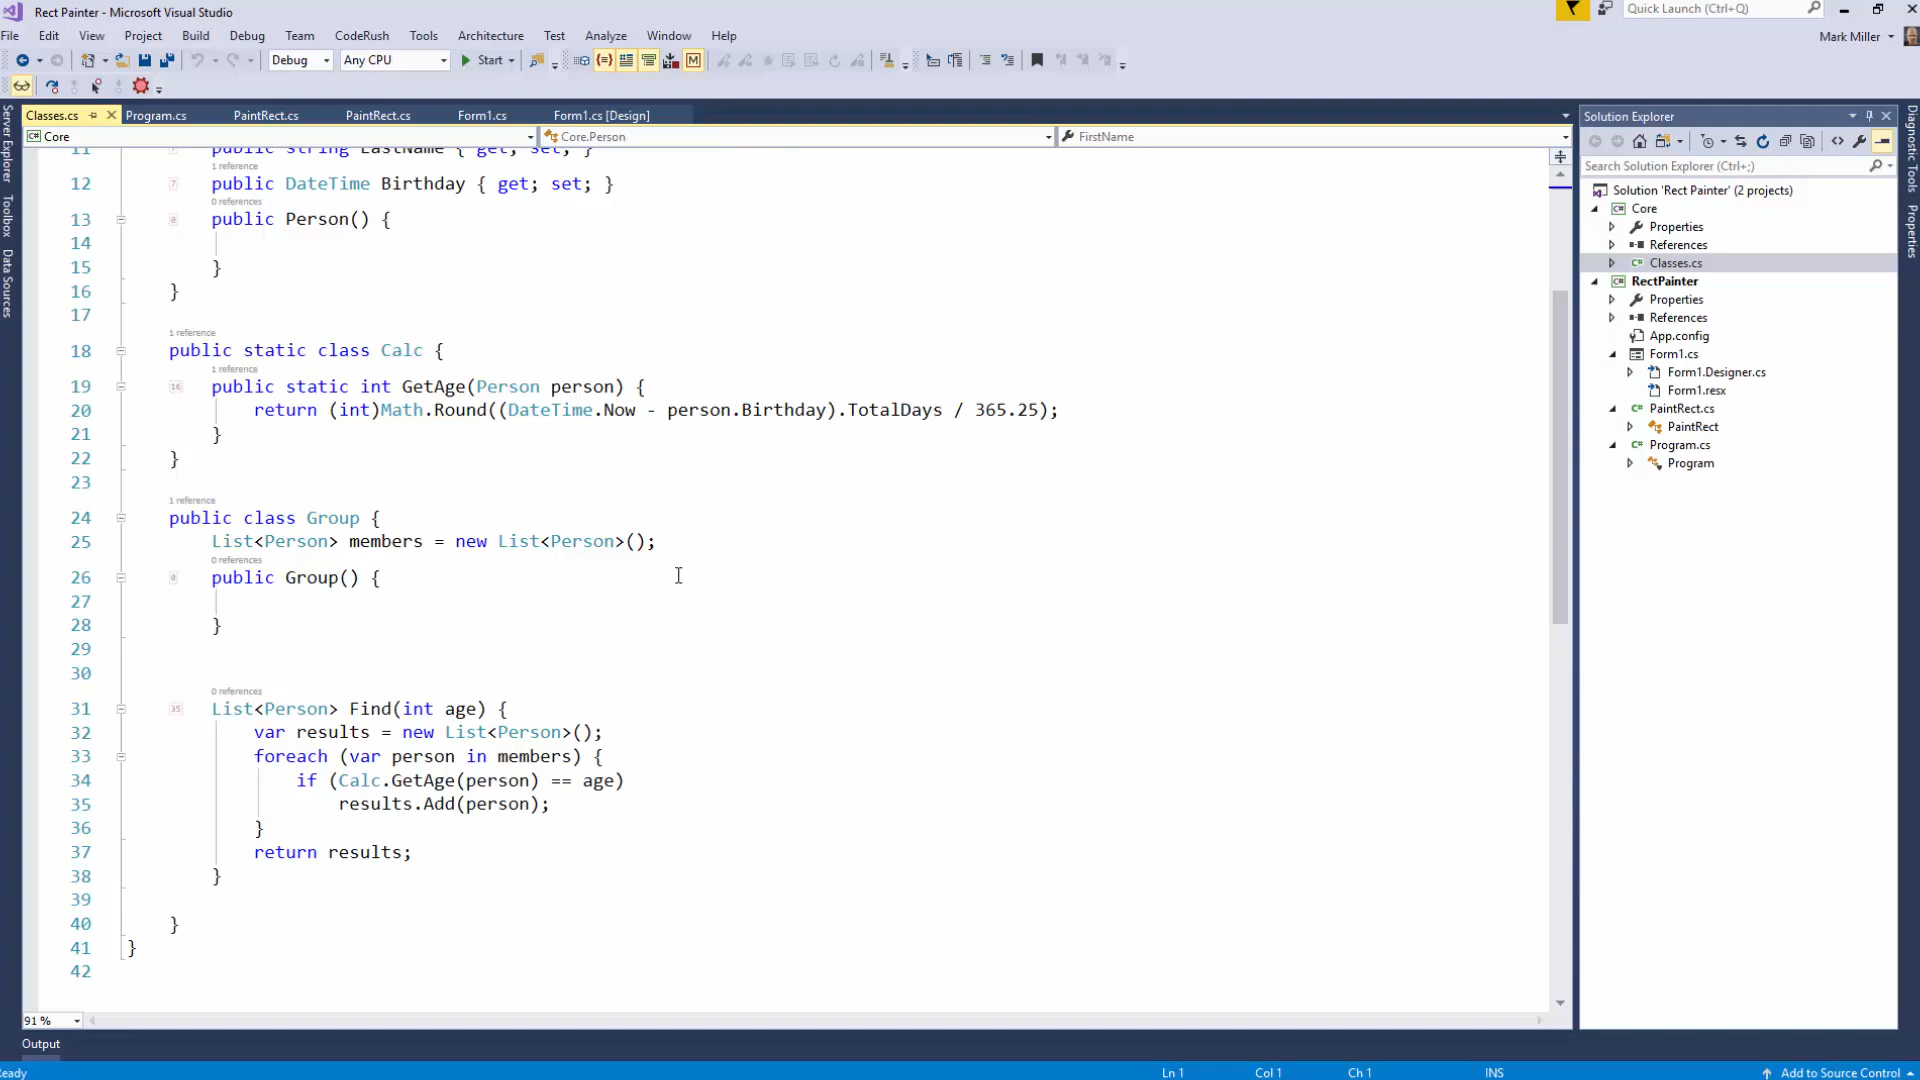 Rect Painter - Microsoft Visual Studio
Quick Launch (Ctrl+Q)
File Edit View Project Build Debug Team CodeRush Tools Architecture Test Analyze Window Help
Mark Miller
Debug Any CPU Start
Classes.cs Program.cs PaintRect.cs PaintRect.cs Form1.cs Form1.cs [Design]
Core Core.Person FirstName
11 public string LastName { get; set; }
1 reference
12 7 public DateTime Birthday { get; set; }
0 references
13 0 public Person() {
14
15 }
16 }
17
1 reference
18 public static class Calc {
1 reference
19 16 public static int GetAge(Person person) {
20 return (int)Math.Round((DateTime.Now - person.Birthday).TotalDays / 365.25);
21 }
22 }
23
1 reference
24 public class Group {
25 List<Person> members = new List<Person>();
0 references
26 0 public Group() {
27
28 }
29
30
0 references
31 35 List<Person> Find(int age) {
32 var results = new List<Person>();
33 foreach (var person in members) {
34 if (Calc.GetAge(person) == age)
35 results.Add(person);
36 }
37 return results;
38 }
39
40 }
41 }
42
91 %
Output
eady
Ln 1 Col 1 Ch 1 INS Add to Source Control
Server Explorer
Toolbox
Data Sources
Solution Explorer
Search Solution Explorer (Ctrl+;)
Solution 'Rect Painter' (2 projects)
Core
Properties
References
Classes.cs
RectPainter
Properties
References
App.config
Form1.cs
Form1.Designer.cs
Form1.resx
PaintRect.cs
PaintRect
Program.cs
Program
Diagnostic Tools
Properties